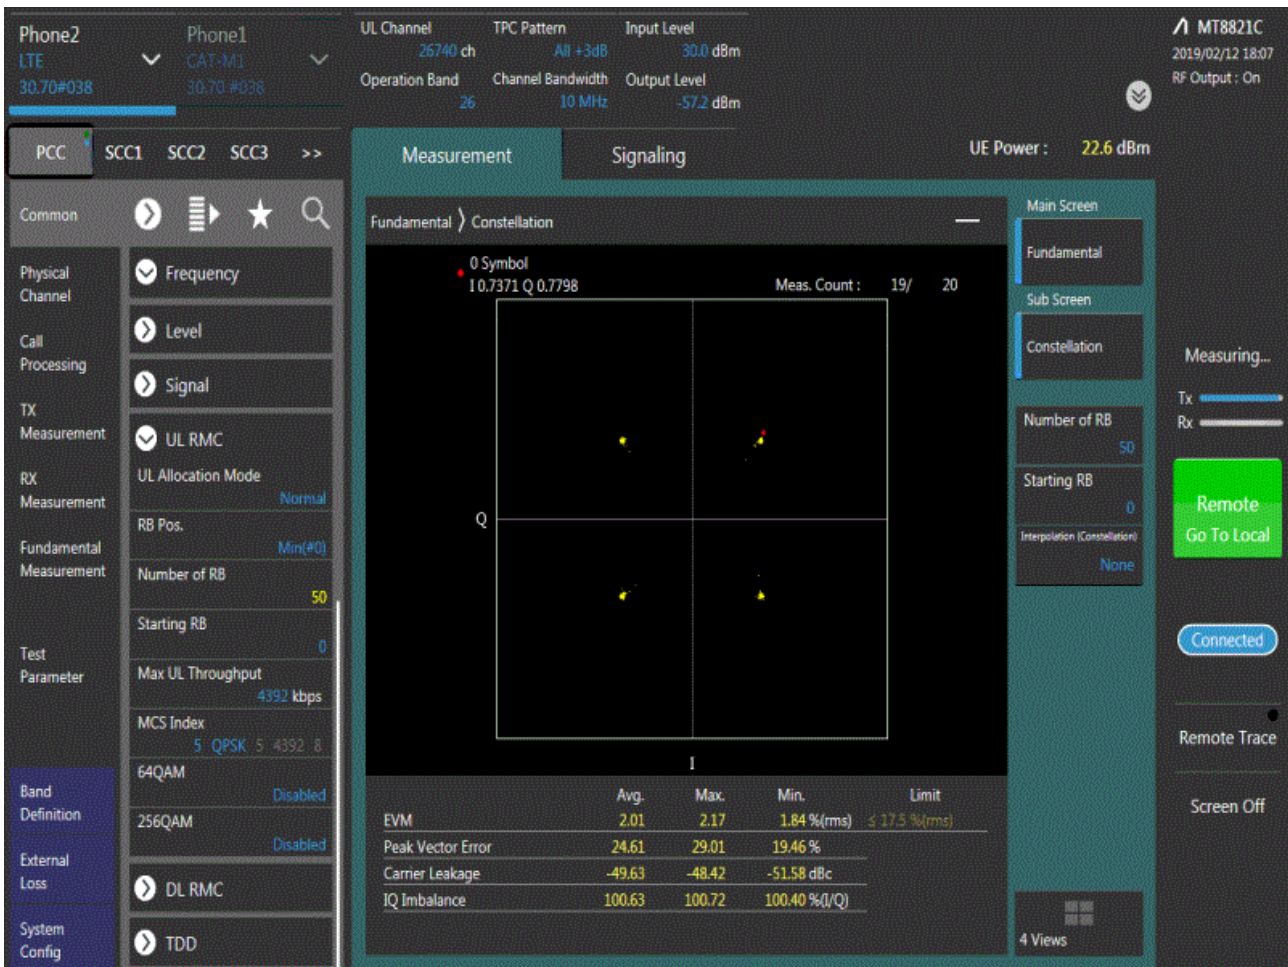 Phone2
LTE
30.70#038
Phone1
CAT-M1
30.70 #038
UL Channel
26740 ch
TPC Pattern
All +3dB
Input Level
30.0 dBm
Operation Band
26
Channel Bandwidth
10 MHz
Output Level
-57.2 dBm
MT8821C
2019/02/12 18:07
RF Output : On
PCC SCC1 SCC2 SCC3 >>
Measurement Signaling
UE Power : 22.6 dBm
Common
Physical
Channel
Call
Processing
TX
Measurement
RX
Measurement
Fundamental
Measurement
Test
Parameter
Band
Definition
External
Loss
System
Config
Frequency
Level
Signal
UL RMC
UL Allocation Mode
Normal
RB Pos.
Min(#0)
Number of RB
50
Starting RB
0
Max UL Throughput
4392 kbps
MCS Index
5 QPSK 5 4392 8
64QAM
Disabled
256QAM
Disabled
DL RMC
TDD
Fundamental 〉 Constellation
0 Symbol
I 0.7371 Q 0.7798
Meas. Count : 19/ 20
Q
I
Avg. Max. Min. Limit
EVM 2.01 2.17 1.84 %(rms) ≤ 17.5 %(rms)
Peak Vector Error 24.61 29.01 19.46 %
Carrier Leakage -49.63 -48.42 -51.58 dBc
IQ Imbalance 100.63 100.72 100.40 %(I/Q)
Main Screen
Fundamental
Sub Screen
Constellation
Number of RB
50
Starting RB
0
Interpolation (Constellation)
None
4 Views
Measuring...
Tx
Rx
Remote
Go To Local
Connected
Remote Trace
Screen Off